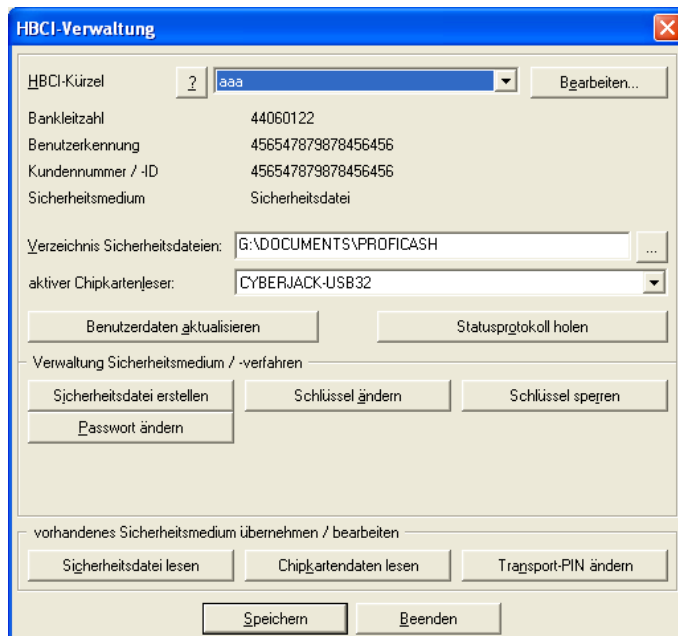 HBCI-Verwaltung
HBCI-Kürzel ? aaa Bearbeiten...
Bankleitzahl 44060122
Benutzerkennung 456547879878456456
Kundennummer / -ID 456547879878456456
Sicherheitsmedium Sicherheitsdatei
Verzeichnis Sicherheitsdateien: G:\DOCUMENTS\PROFICASH ...
aktiver Chipkartenleser: CYBERJACK-USB32
Benutzerdaten aktualisieren Statusprotokoll holen
Verwaltung Sicherheitsmedium / -verfahren
Sicherheitsdatei erstellen Schlüssel ändern Schlüssel sperren
Passwort ändern
vorhandenes Sicherheitsmedium übernehmen / bearbeiten
Sicherheitsdatei lesen Chipkartendaten lesen Transport-PIN ändern
Speichern Beenden